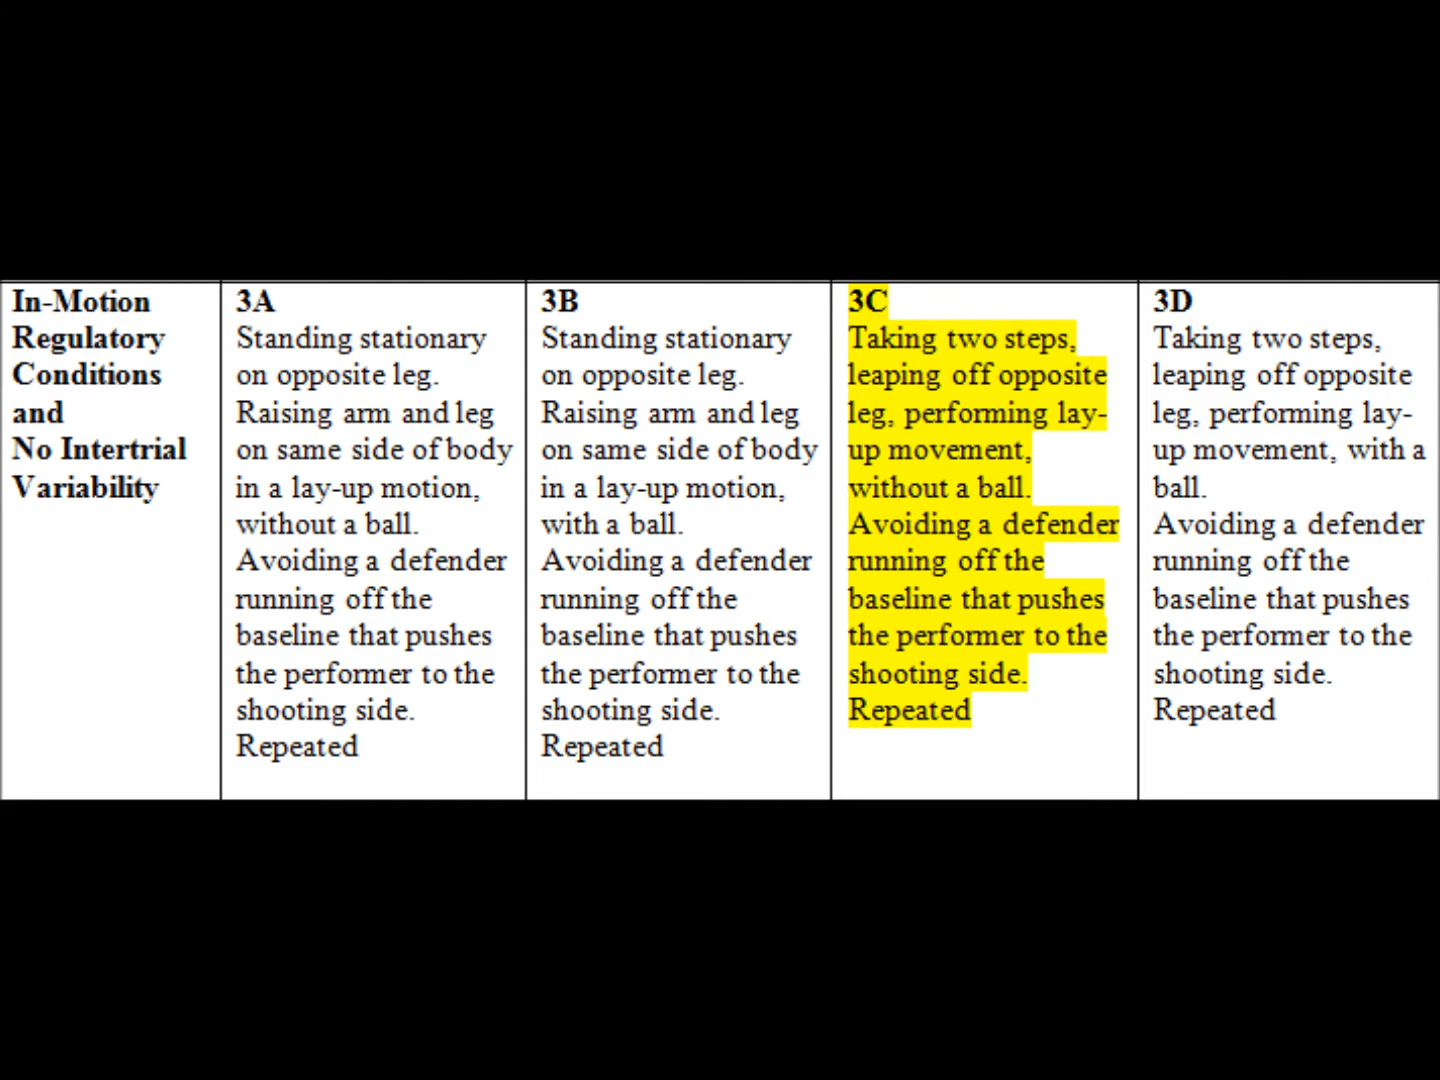 In-Motion
Regulatory
Conditions
and
No Intertrial
Variability
3A
Standing stationary
on opposite leg.
Raising arm and leg
on same side of body
in a lay-up motion,
without a ball.
Avoiding a defender
running off the
baseline that pushes
the performer to the
shooting side.
Repeated
3B
Standing stationary
on opposite leg.
Raising arm and leg
on same side of body
in a lay-up motion,
with a ball.
Avoiding a defender
running off the
baseline that pushes
the performer to the
shooting side.
Repeated
3C
Taking two steps,
leaping off opposite
leg, performing lay-
up movement,
without a ball.
Avoiding a defender
running off the
baseline that pushes
the performer to the
shooting side.
Repeated
3D
Taking two steps,
leaping off opposite
leg, performing lay-
up movement, with a
ball.
Avoiding a defender
running off the
baseline that pushes
the performer to the
shooting side.
Repeated